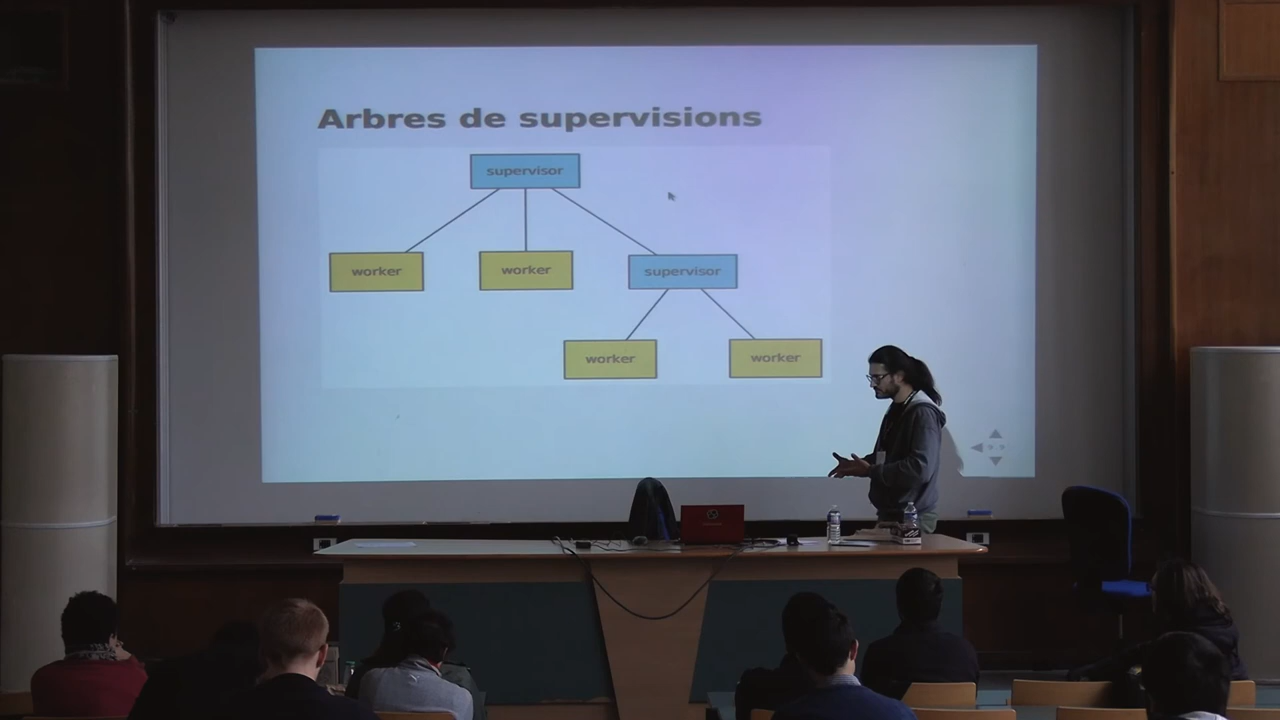 Arbres de supervisions
supervisor
worker
worker
supervisor
worker
worker